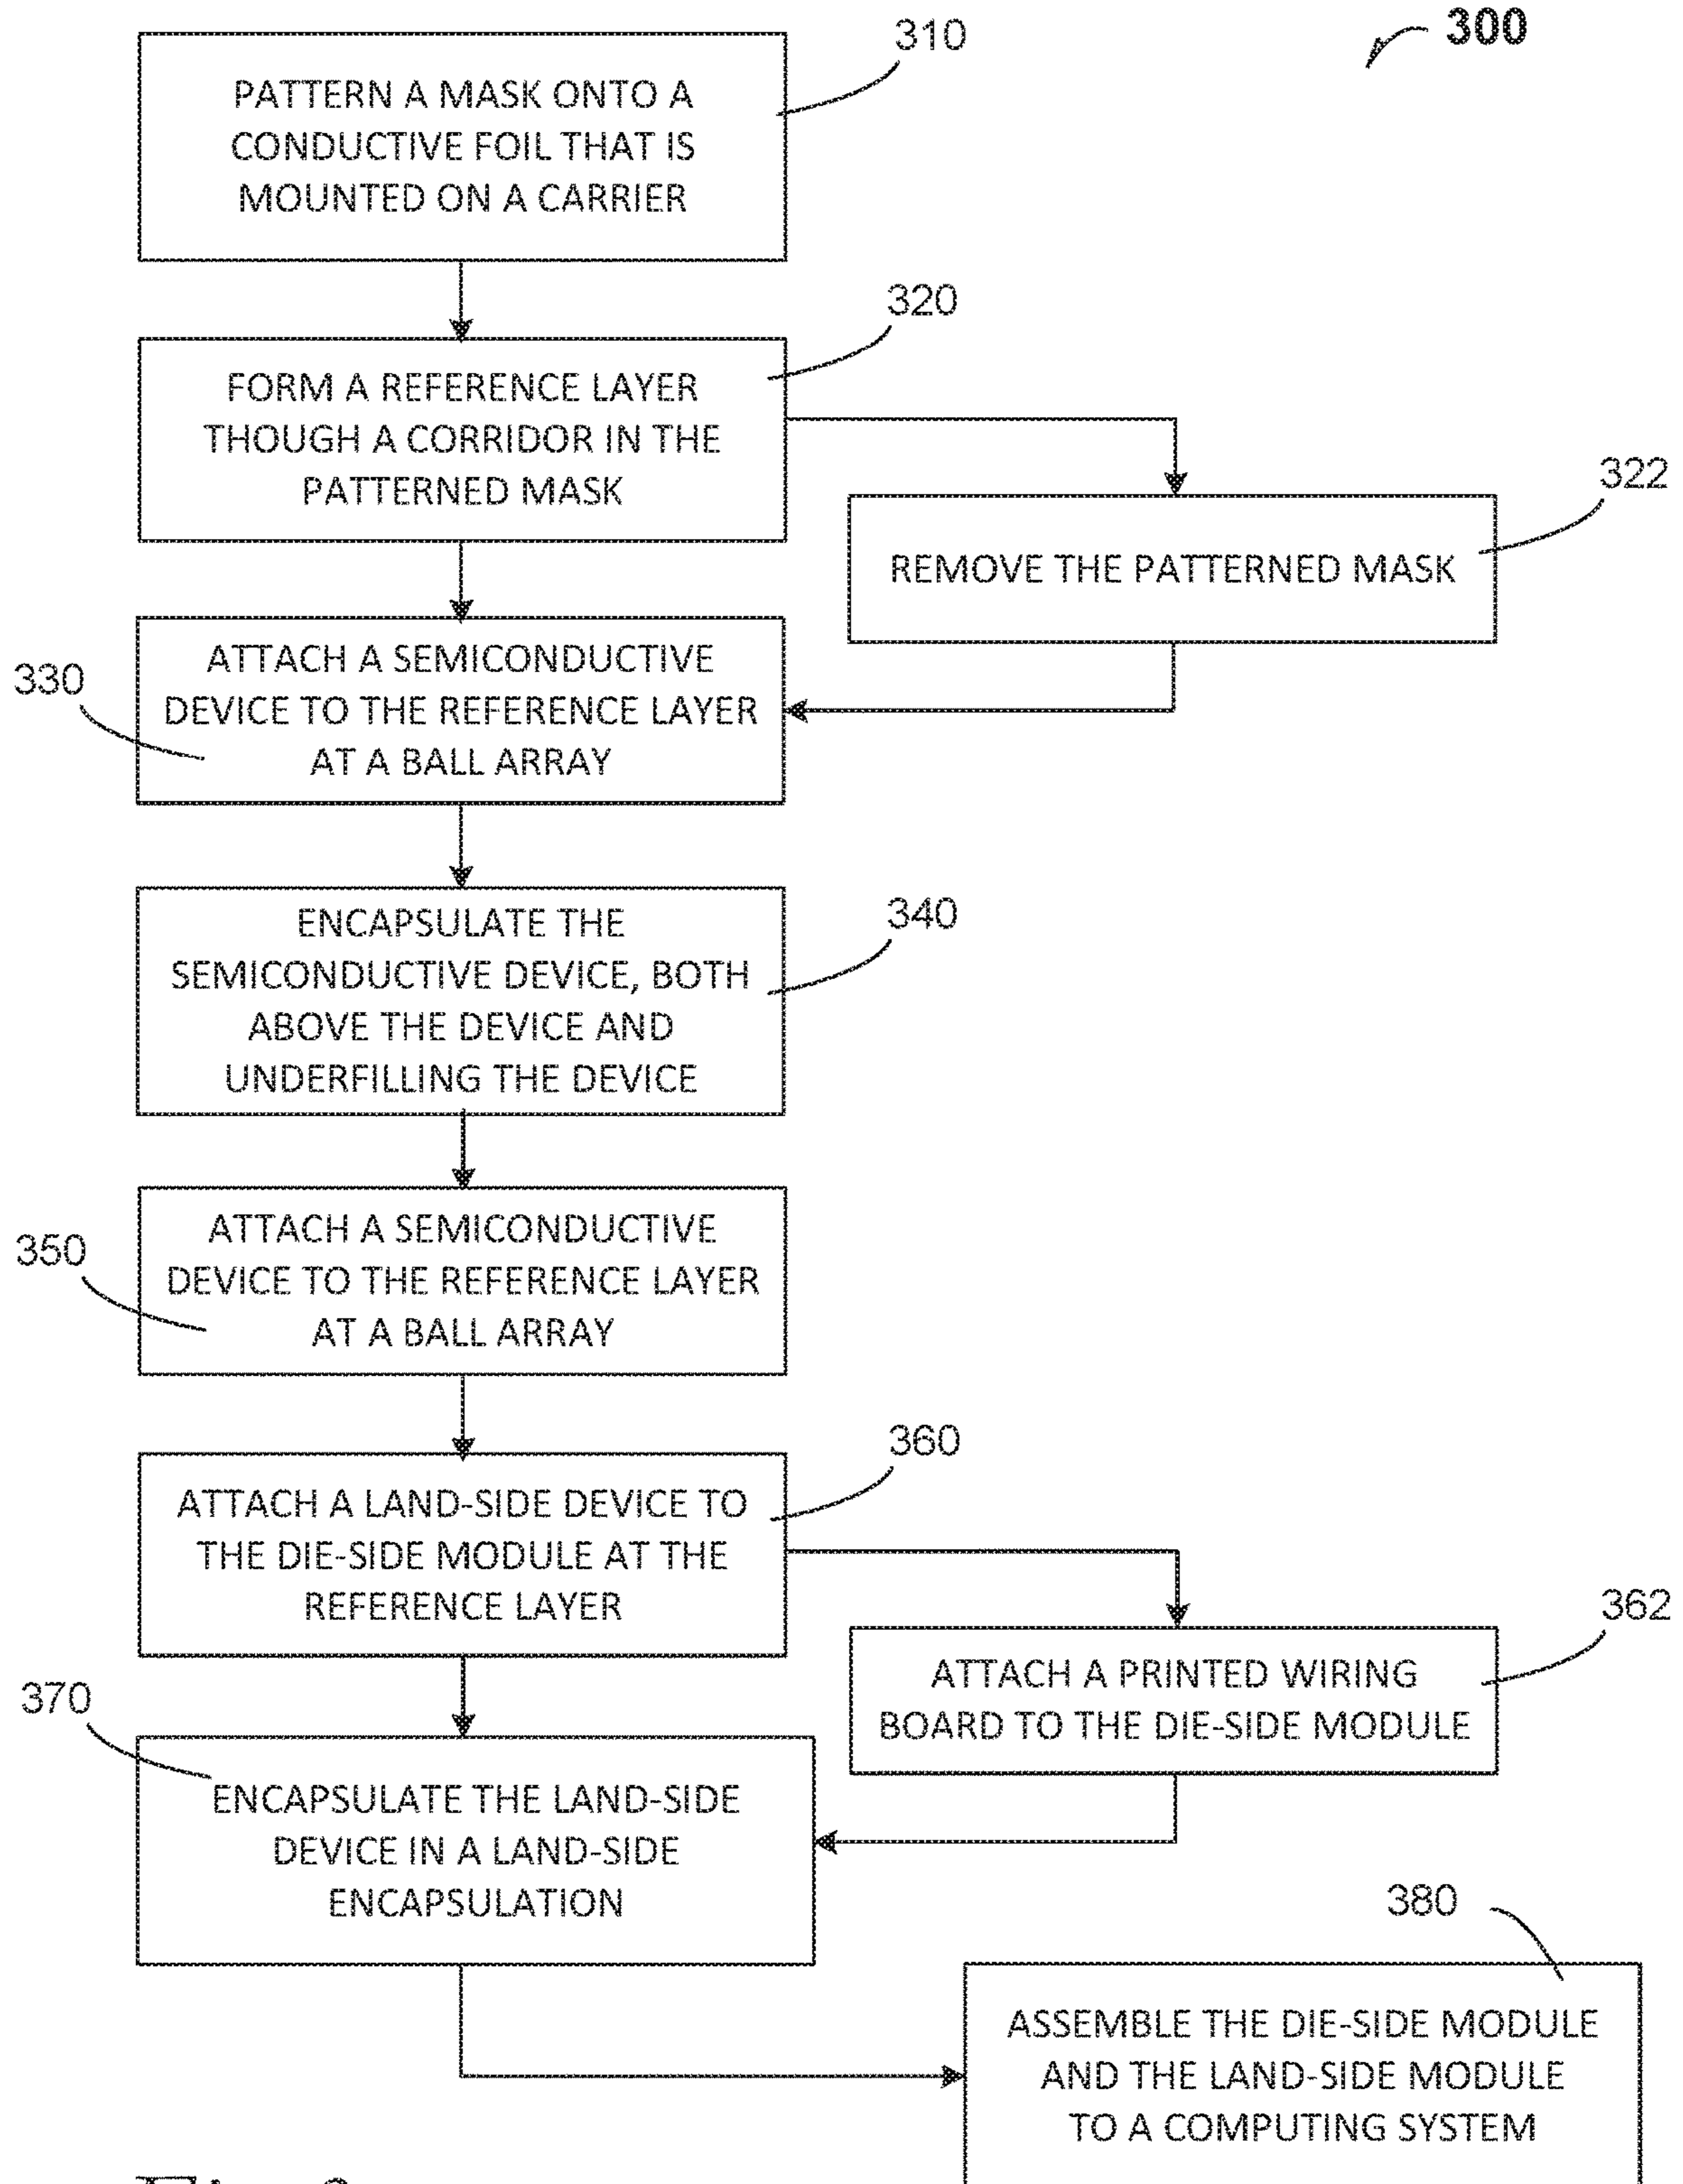 300
310
PATTERN A MASK ONTO A
CONDUCTIVE FOIL THAT IS
MOUNTED ON A CARRIER
320
FORM A REFERENCE LAYER
THOUGH A CORRIDOR IN THE
PATTERNED MASK
322
REMOVE THE PATTERNED MASK
330
ATTACH A SEMICONDUCTIVE
DEVICE TO THE REFERENCE LAYER
AT A BALL ARRAY
340
ENCAPSULATE THE
SEMICONDUCTIVE DEVICE, BOTH
ABOVE THE DEVICE AND
UNDERFILLING THE DEVICE
350
ATTACH A SEMICONDUCTIVE
DEVICE TO THE REFERENCE LAYER
AT A BALL ARRAY
360
ATTACH A LAND-SIDE DEVICE TO
THE DIE-SIDE MODULE AT THE
REFERENCE LAYER
362
ATTACH A PRINTED WIRING
BOARD TO THE DIE-SIDE MODULE
370
ENCAPSULATE THE LAND-SIDE
DEVICE IN A LAND-SIDE
ENCAPSULATION
380
ASSEMBLE THE DIE-SIDE MODULE
AND THE LAND-SIDE MODULE
TO A COMPUTING SYSTEM